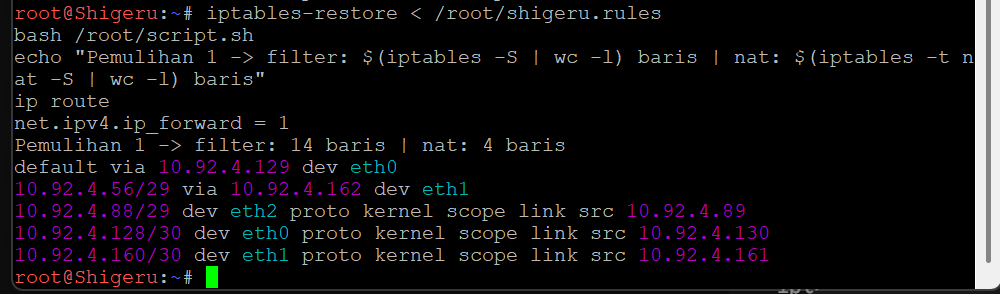 root@Shigeru:~# iptables-restore < /root/shigeru.rules
bash /root/script.sh
echo "Pemulihan 1 -> filter: $(iptables -S | wc -l) baris | nat: $(iptables -t n
at -S | wc -l) baris"
ip route
net.ipv4.ip_forward = 1
Pemulihan 1 -> filter: 14 baris | nat: 4 baris
default via 10.92.4.129 dev eth0
10.92.4.56/29 via 10.92.4.162 dev eth1
10.92.4.88/29 dev eth2 proto kernel scope link src 10.92.4.89
10.92.4.128/30 dev eth0 proto kernel scope link src 10.92.4.130
10.92.4.160/30 dev eth1 proto kernel scope link src 10.92.4.161
root@Shigeru:~#